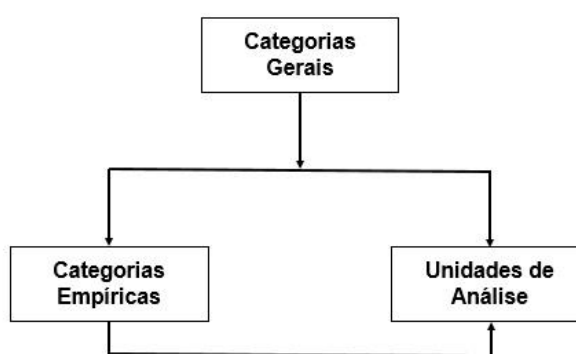 Categorias
Gerais
Categorias
Empíricas
Unidades de
Análise